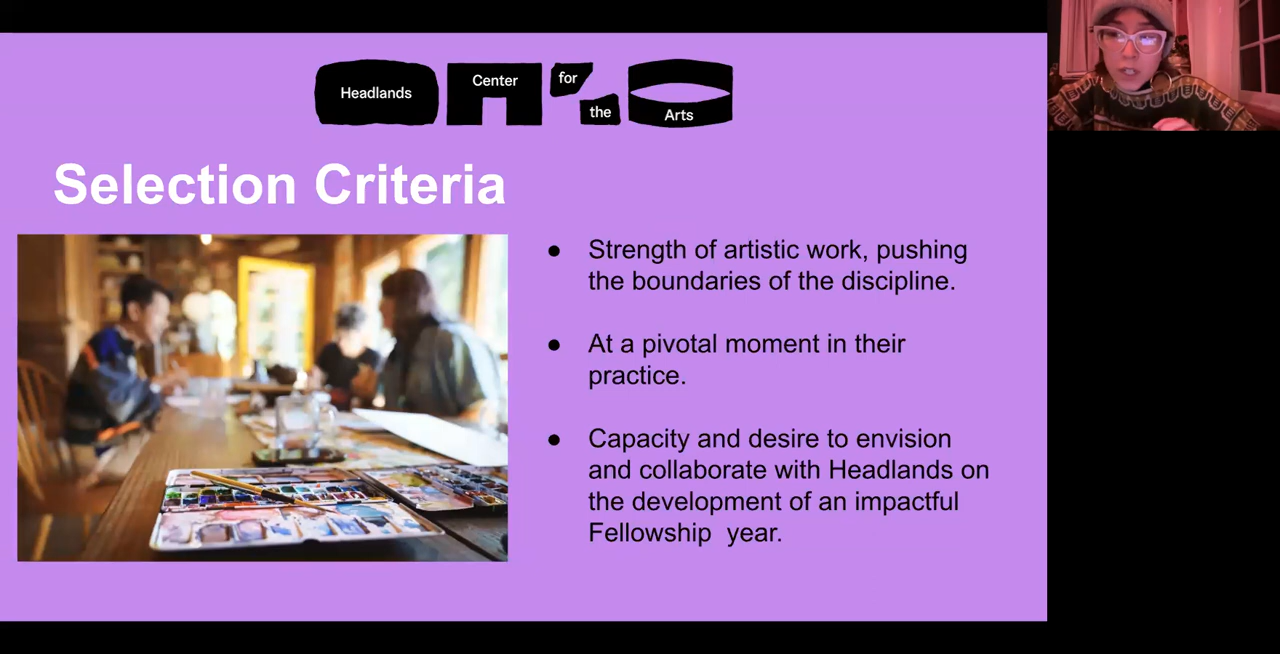 Headlands
Center
for
the
Arts
Selection Criteria
● Strength of artistic work, pushing
the boundaries of the discipline.
● At a pivotal moment in their
practice.
● Capacity and desire to envision
and collaborate with Headlands on
the development of an impactful
Fellowship  year.